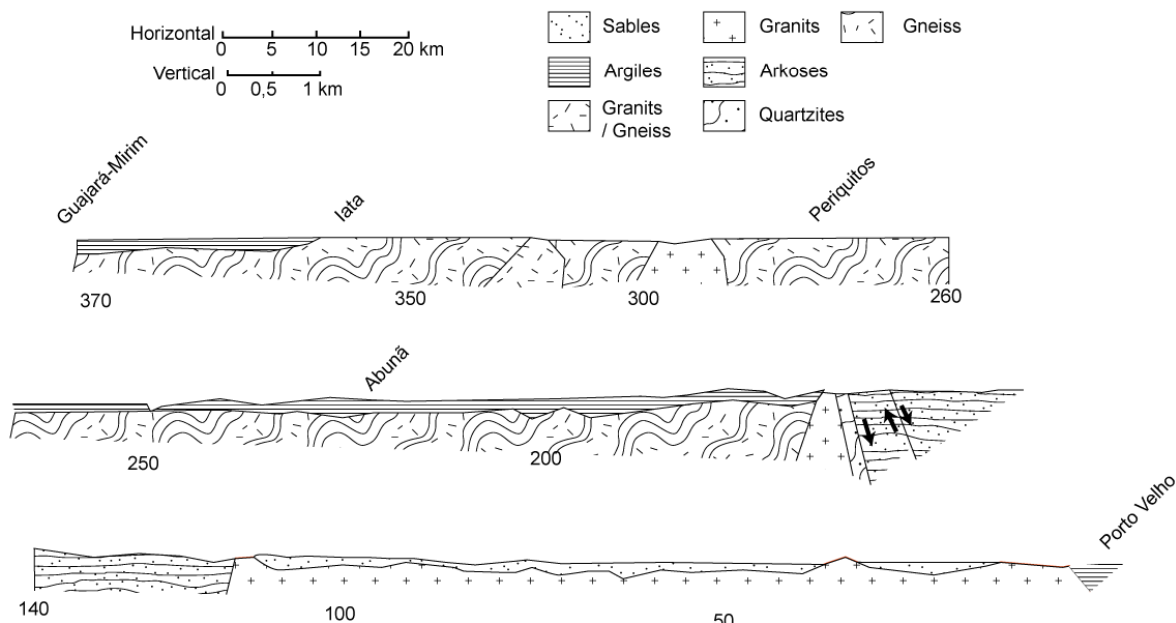 Horizontal
0 5 10 15 20 km
Vertical
0 0,5 1 km
Sables
Granits
Gneiss
Argiles
Arkoses
Granits
/ Gneiss
Quartzites
Guajará-Mirim
Iata
Periquitos
370 350 300 260
Abunã
250 200
Porto Velho
140 100 50